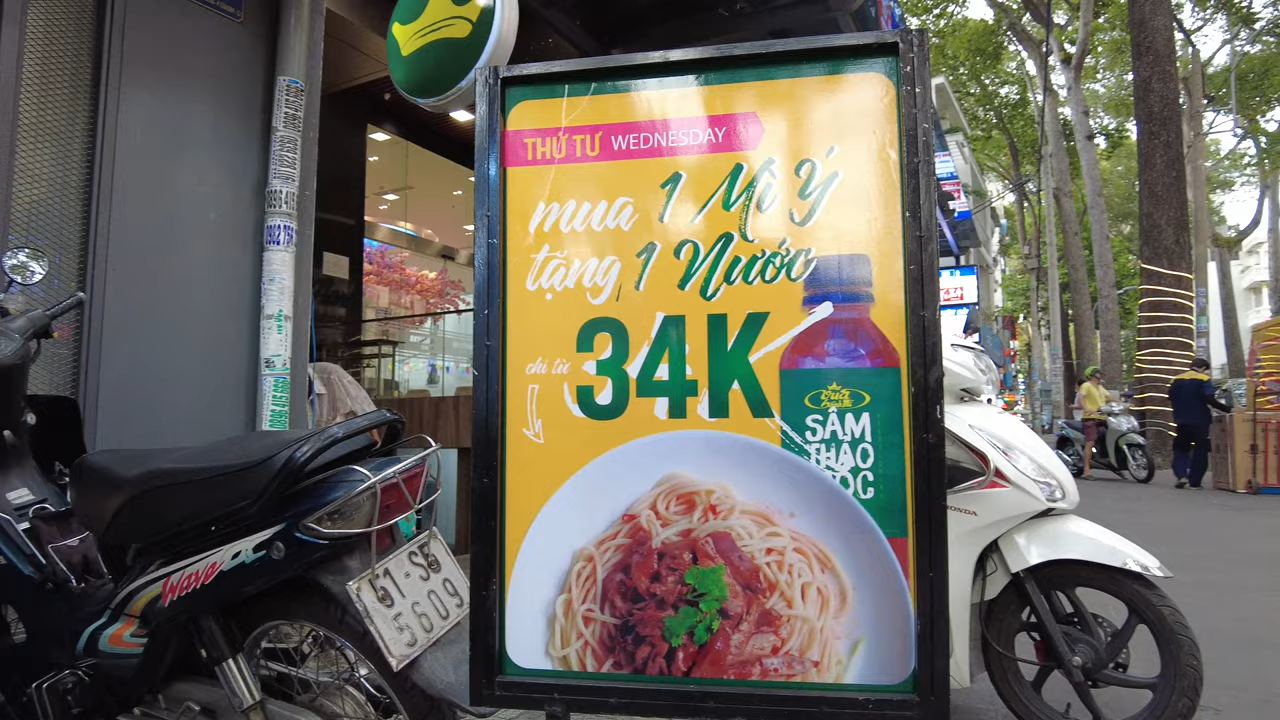 THỨ TƯ WEDNESDAY
mua 1 Mì Ý
tặng 1 Nước
chỉ từ
34K
SÂM
THẢO
Wave α
61-S6
5609
HONDA